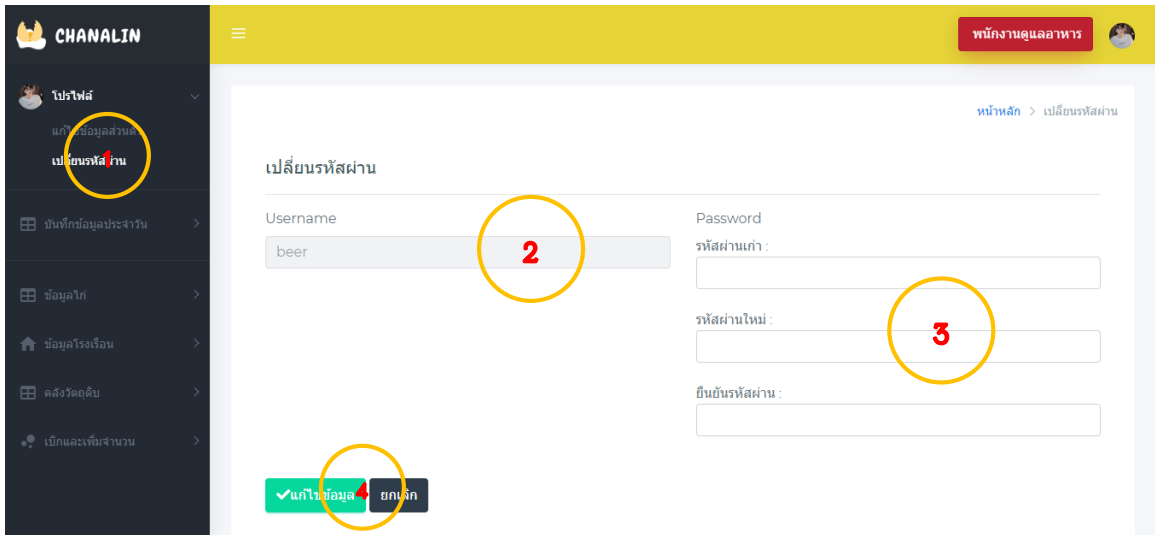 CHANALIN
พนักงานดูแลอาหาร
โปรไฟล์
แก้ไขข้อมูลส่วนตัว
เปลี่ยนรหัสผ่าน
1
บันทึกข้อมูลประจำวัน
ข้อมูลไก่
ข้อมูลโรงเรือน
คลังวัตถุดิบ
เบิกและเพิ่มจำนวน
หน้าหลัก > เปลี่ยนรหัสผ่าน
เปลี่ยนรหัสผ่าน
Username
beer
2
Password
รหัสผ่านเก่า :
รหัสผ่านใหม่ :
3
ยืนยันรหัสผ่าน :
แก้ไขข้อมูล
4
ยกเลิก